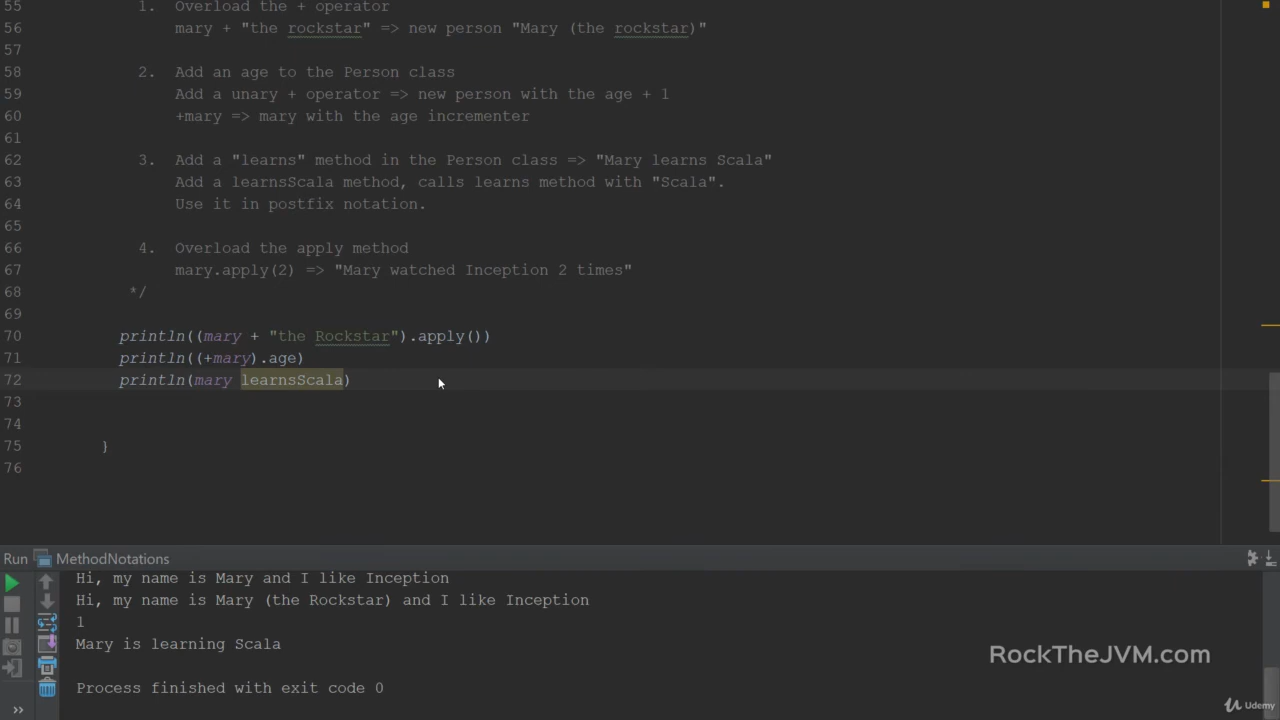 55 1. Overload the + operator
56 mary + "the rockstar" => new person "Mary (the rockstar)"
57
58 2. Add an age to the Person class
59 Add a unary + operator => new person with the age + 1
60 +mary => mary with the age incrementer
61
62 3. Add a "learns" method in the Person class => "Mary learns Scala"
63 Add a learnsScala method, calls learns method with "Scala".
64 Use it in postfix notation.
65
66 4. Overload the apply method
67 mary.apply(2) => "Mary watched Inception 2 times"
68 */
69
70 println((mary + "the Rockstar").apply())
71 println((+mary).age)
72 println(mary learnsScala)
73
74
75 }
76
Run MethodNotations
Hi, my name is Mary and I like Inception
Hi, my name is Mary (the Rockstar) and I like Inception
1
Mary is learning Scala
Process finished with exit code 0
RockTheJVM.com
Udemy